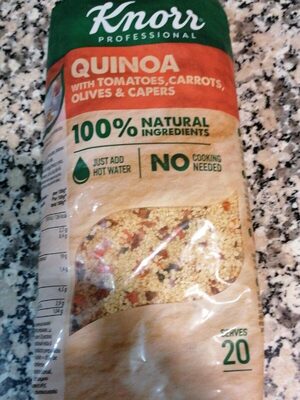 Knorr
PROFESSIONAL
QUINOA
WITH TOMATOES, CARROTS,
OLIVES & CAPERS
100% NATURAL
INGREDIENTS
JUST ADD
HOT WATER
NO COOKING
NEEDED
SERVES
20